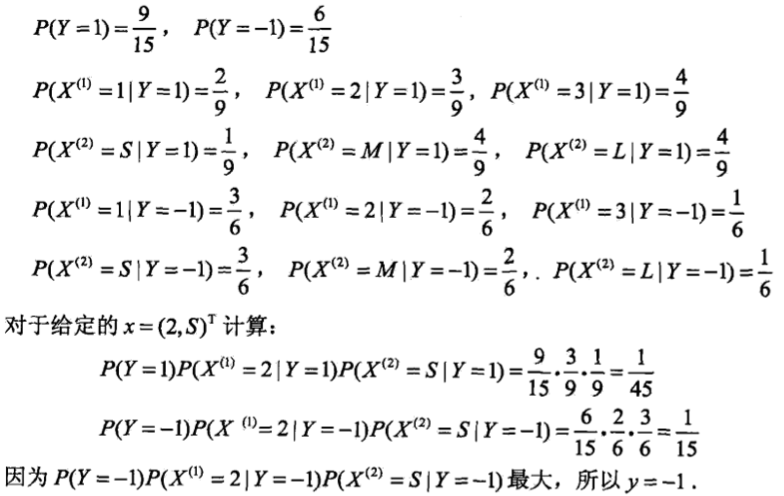 P(Y=1)=9/15， P(Y=−1)=6/15
P(X⁽¹⁾=1|Y=1)=2/9， P(X⁽¹⁾=2|Y=1)=3/9，P(X⁽¹⁾=3|Y=1)=4/9
P(X⁽²⁾=S|Y=1)=1/9， P(X⁽²⁾=M|Y=1)=4/9， P(X⁽²⁾=L|Y=1)=4/9
P(X⁽¹⁾=1|Y=−1)=3/6， P(X⁽¹⁾=2|Y=−1)=2/6， P(X⁽¹⁾=3|Y=−1)=1/6
P(X⁽²⁾=S|Y=−1)=3/6， P(X⁽²⁾=M|Y=−1)=2/6，. P(X⁽²⁾=L|Y=−1)=1/6
对于给定的 x=(2,S)ᵀ 计算：
P(Y=1)P(X⁽¹⁾=2|Y=1)P(X⁽²⁾=S|Y=1)=9/15·3/9·1/9=1/45
P(Y=−1)P(X ⁽¹⁾=2|Y=−1)P(X⁽²⁾=S|Y=−1)=6/15·2/6·3/6=1/15
因为 P(Y=−1)P(X⁽¹⁾=2|Y=−1)P(X⁽²⁾=S|Y=−1) 最大，所以 y=−1．